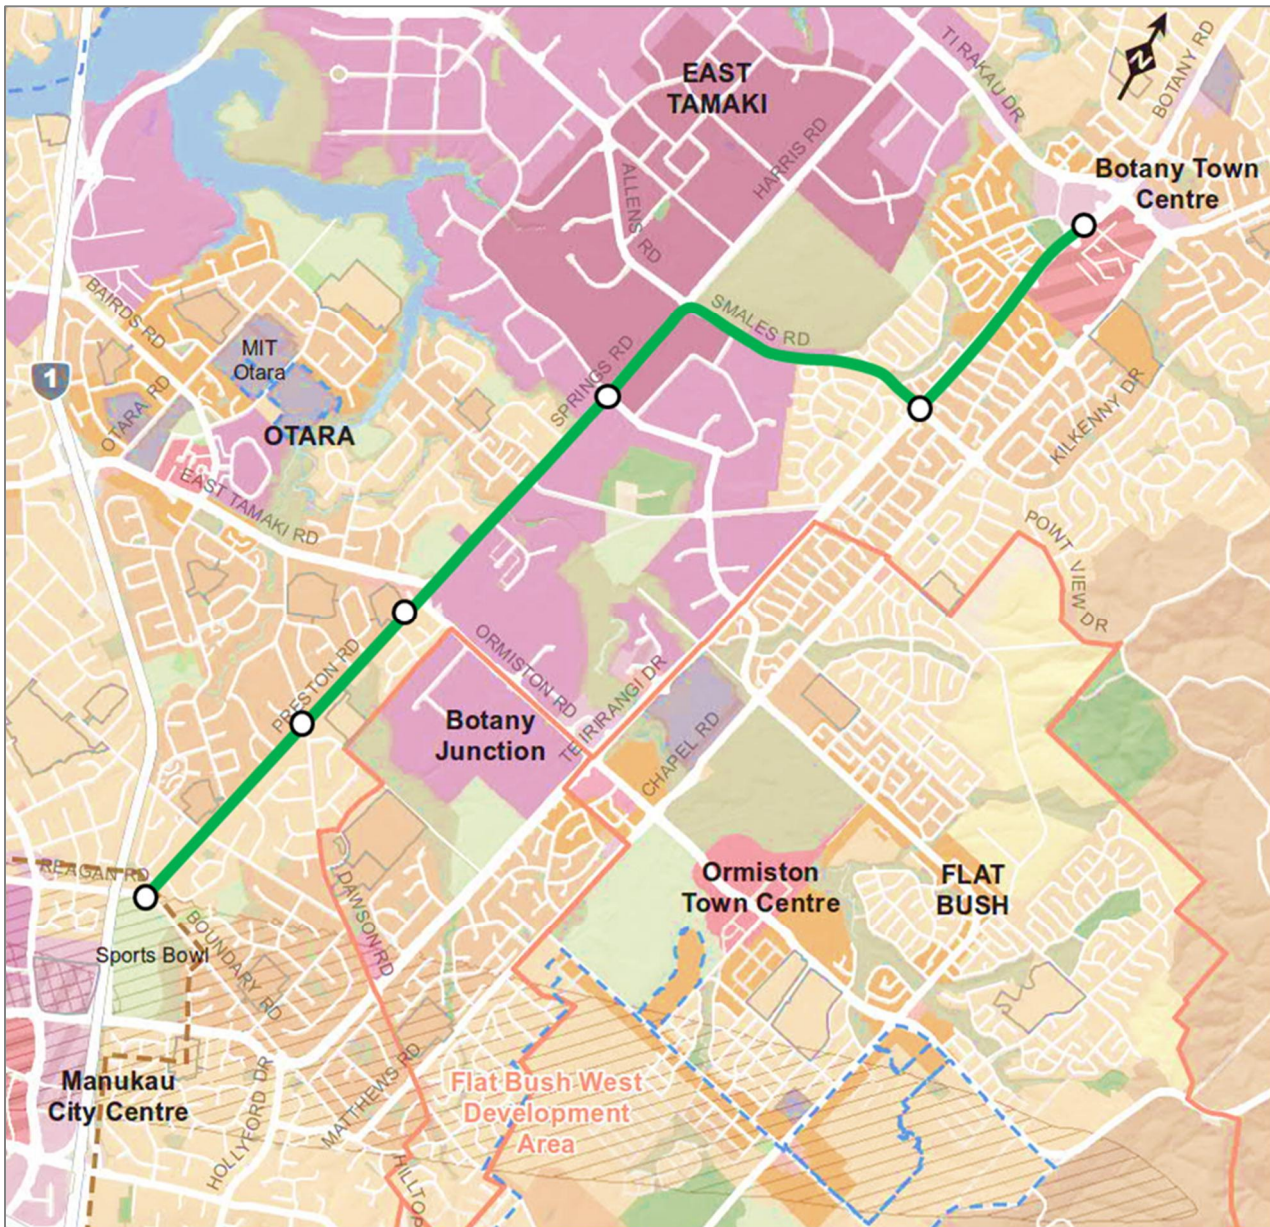 EAST
TAMAKI
TI RAKAU DR
N
BOTANY RD
HARRIS RD
ALLENS RD
Botany Town
Centre
BAIRDS RD
SMALES RD
MIT
Otara
1
SPRINGS RD
OTARA RD
OTARA
KILKENNY DR
EAST TAMAKI RD
POINT VIEW DR
PRESTON RD
ORMISTON RD
TE IRIRANGI DR
Botany
Junction
CHAPEL RD
Ormiston
Town Centre
FLAT
BUSH
REAGAN RD
DAWSON RD
BOUNDARY RD
Sports Bowl
Manukau
City Centre
HOLLYFORD DR
MATTHEWS RD
Flat Bush West
Development
Area
HILLTOP